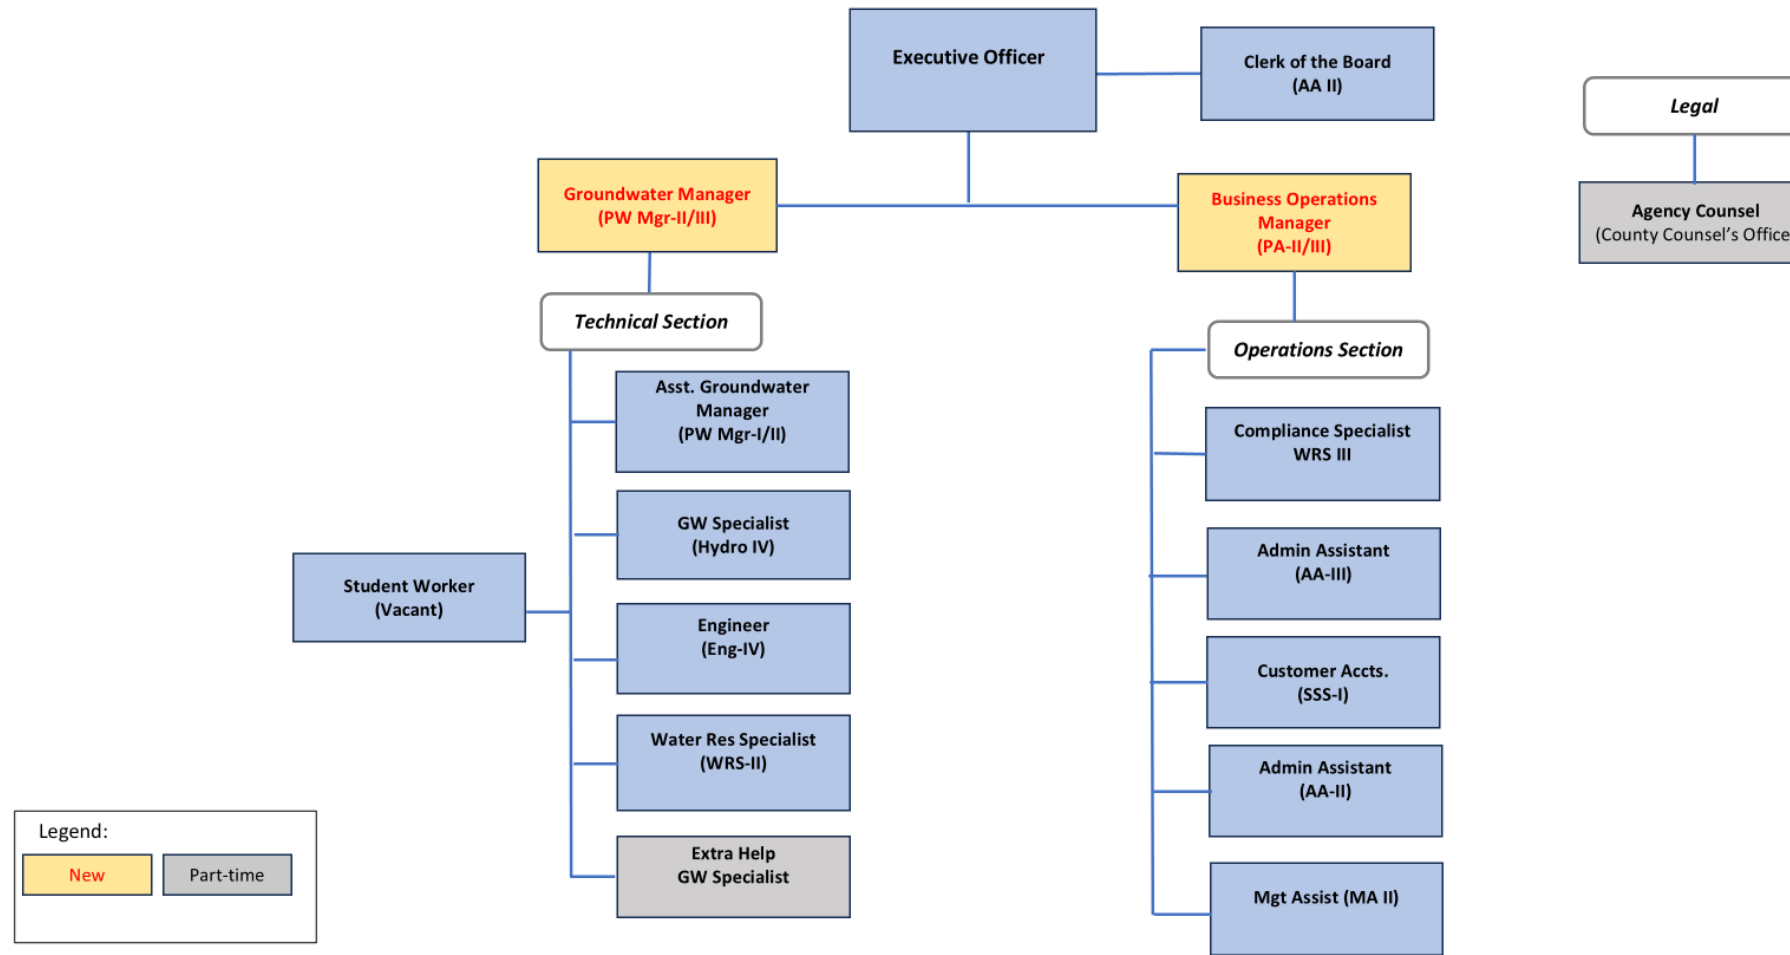 Executive Officer
Clerk of the Board
(AA II)
Legal
Agency Counsel
(County Counsel’s Office
Groundwater Manager
(PW Mgr-II/III)
Business Operations
Manager
(PA-II/III)
Technical Section
Operations Section
Asst. Groundwater
Manager
(PW Mgr-I/II)
GW Specialist
(Hydro IV)
Student Worker
(Vacant)
Engineer
(Eng-IV)
Water Res Specialist
(WRS-II)
Extra Help
GW Specialist
Compliance Specialist
WRS III
Admin Assistant
(AA-III)
Customer Accts.
(SSS-I)
Admin Assistant
(AA-II)
Mgt Assist (MA II)
Legend:
New
Part-time